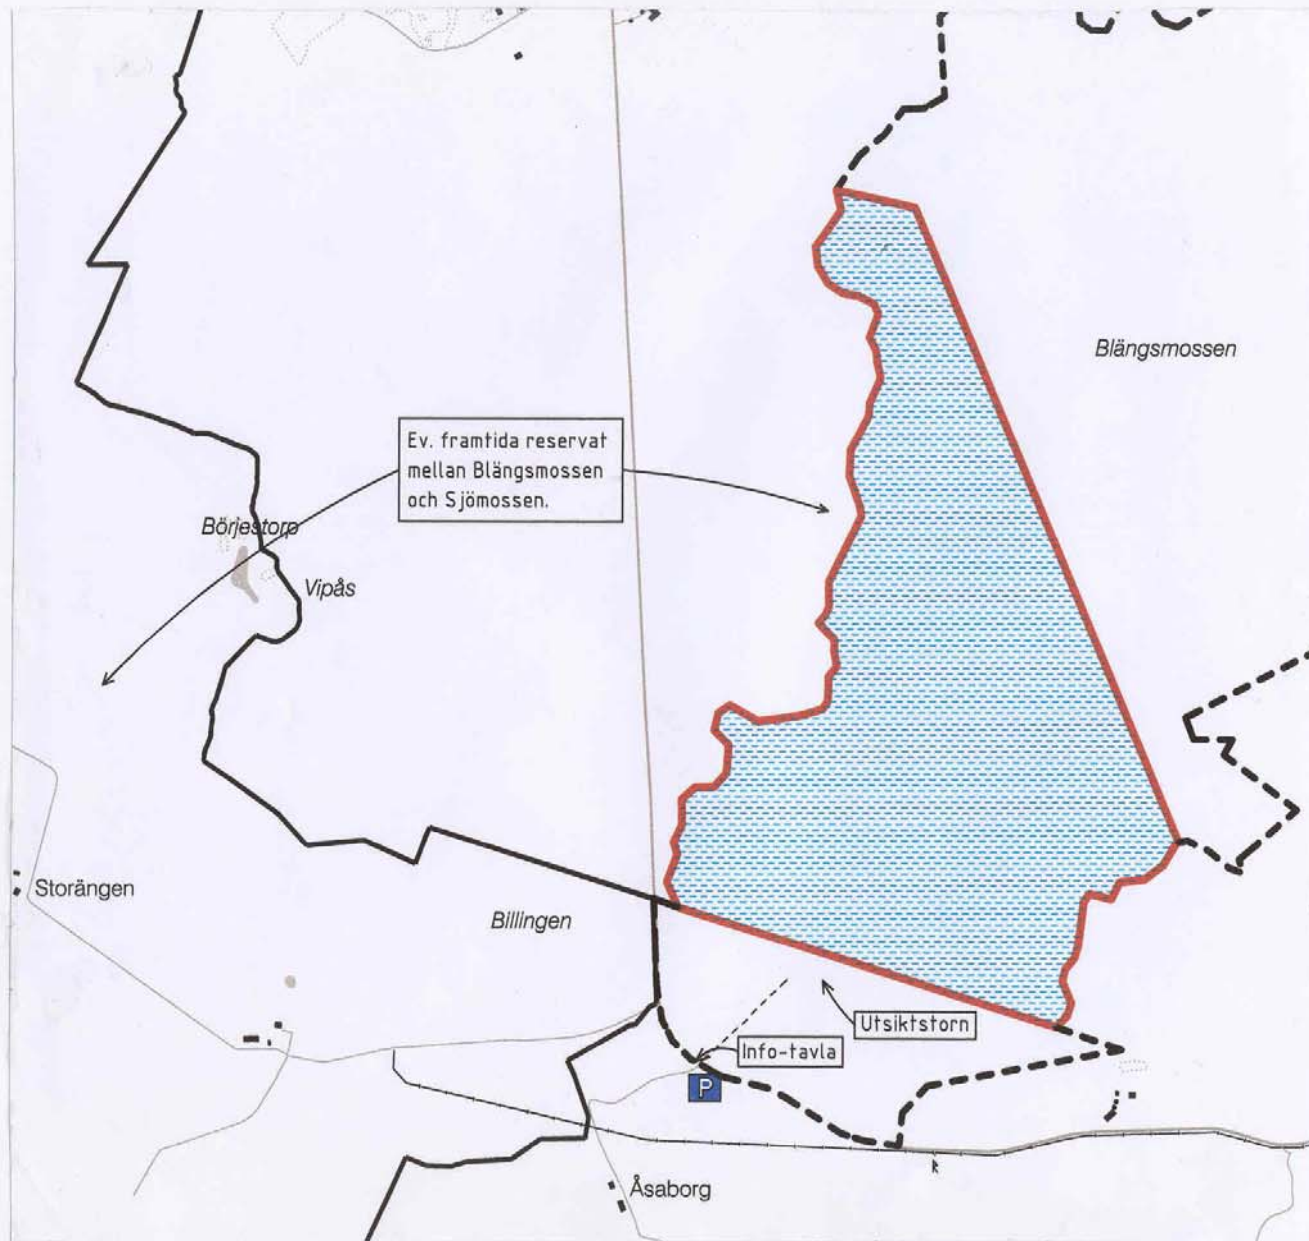 Blängsmossen
Ev. framtida reservat
mellan Blängsmossen
och Sjömossen.
Börjestorp
Vipås
Storängen
Billingen
Utsiktstorn
Info-tavla
P
Åsaborg